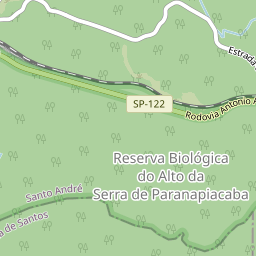 Estrada
SP-122
Rodovia Antonio A
Reserva Biológica
do Alto da
Serra de Paranapiacaba
Santo André
a de Santos